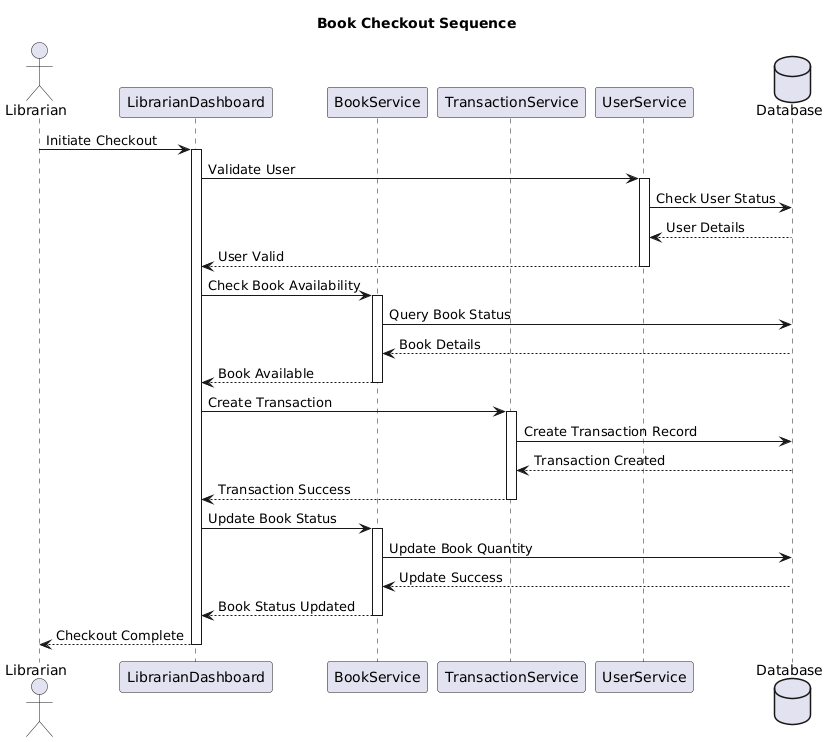 Book Checkout Sequence
Librarian
LibrarianDashboard
BookService
TransactionService
UserService
Database
Initiate Checkout
Validate User
Check User Status
User Details
User Valid
Check Book Availability
Query Book Status
Book Details
Book Available
Create Transaction
Create Transaction Record
Transaction Created
Transaction Success
Update Book Status
Update Book Quantity
Update Success
Book Status Updated
Checkout Complete
Librarian
LibrarianDashboard
BookService
TransactionService
UserService
Database